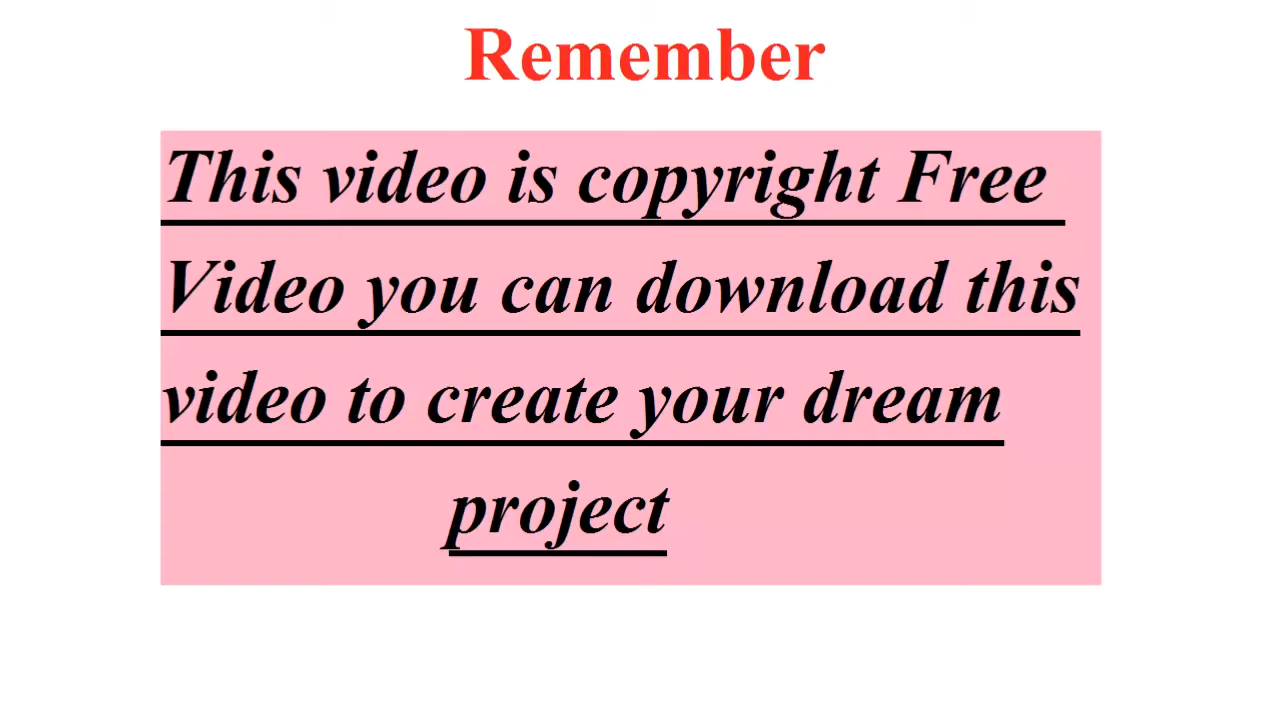 Remember
This video is copyright Free
Video you can download this
video to create your dream
project